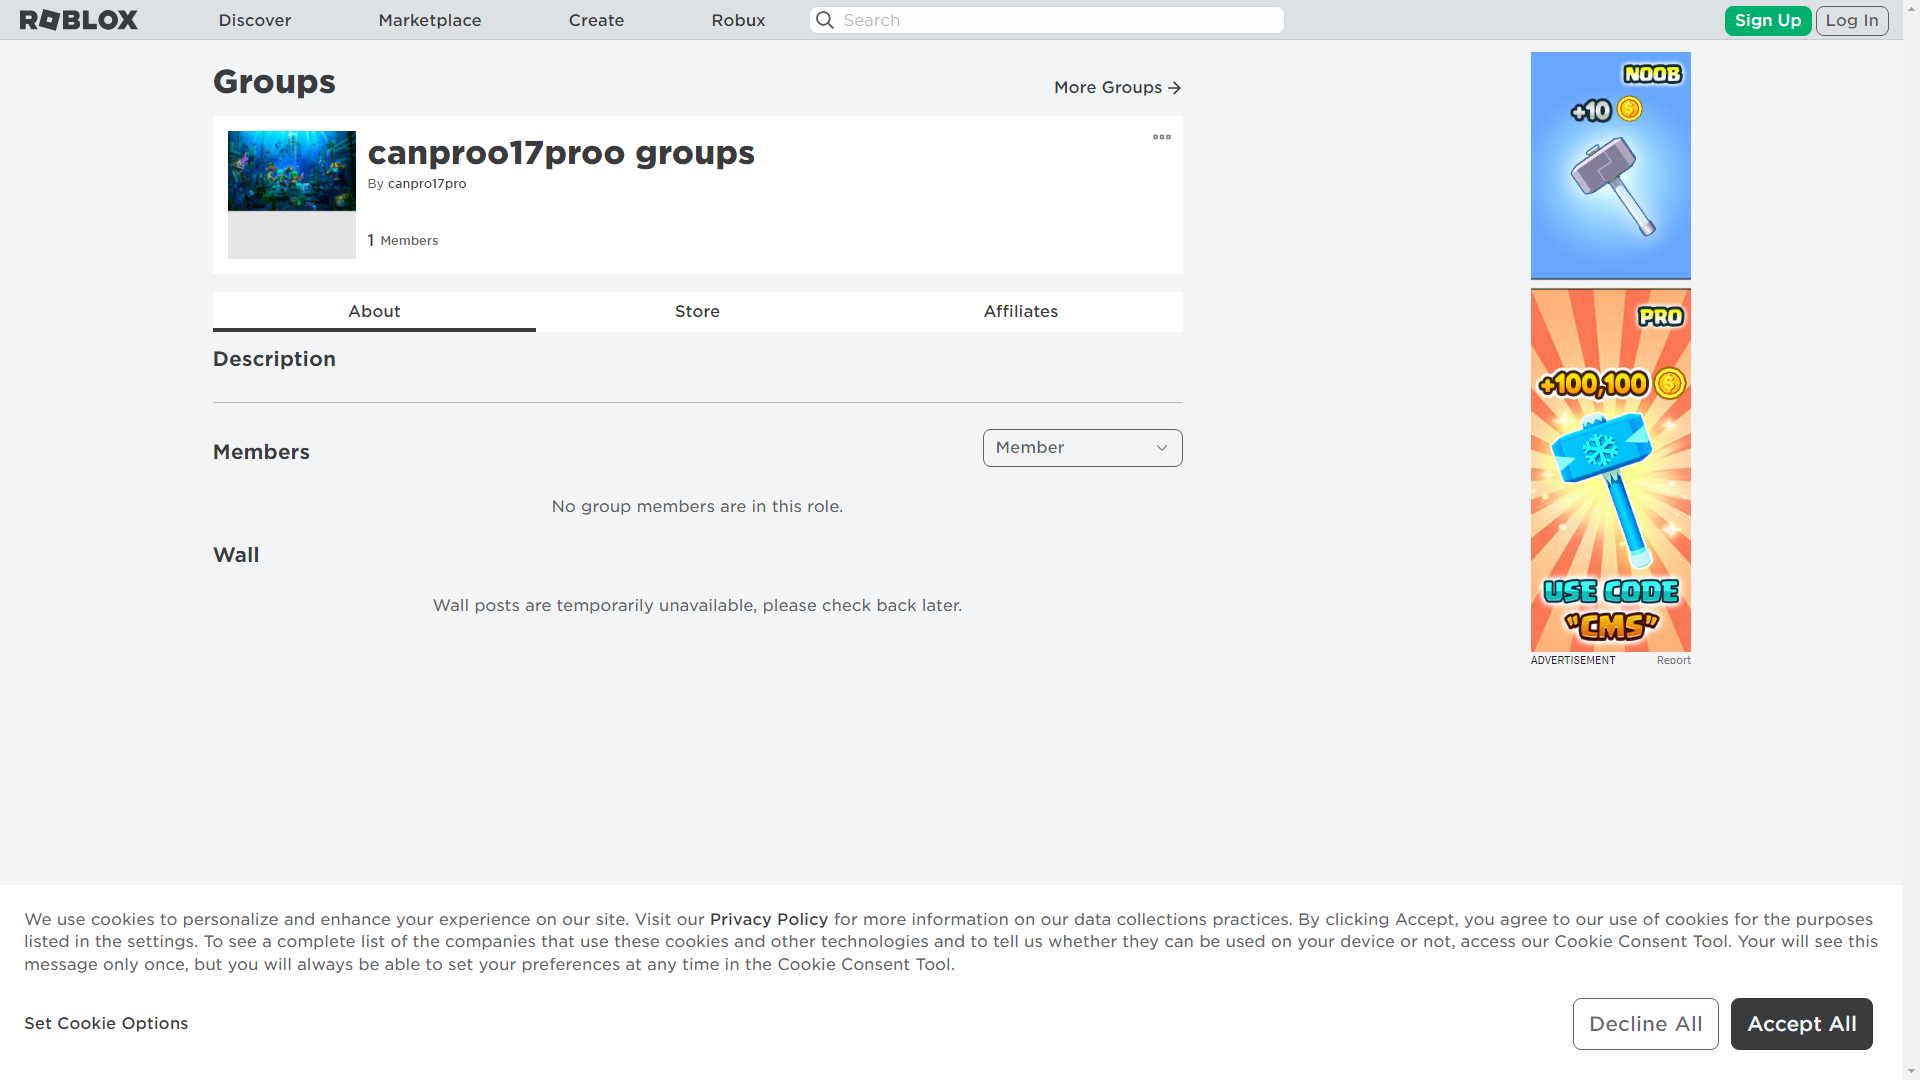 ROBLOX
Discover
Marketplace
Create
Robux
Search
Sign Up
Log In
Groups
More Groups
canproo17proo groups
By canpro17pro
1 Members
About
Store
Affiliates
Description
Members
Member
No group members are in this role.
Wall
Wall posts are temporarily unavailable, please check back later.
NOOB
+10
PRO
+100,100
USE CODE
"CMS"
ADVERTISEMENT
Report
We use cookies to personalize and enhance your experience on our site. Visit our Privacy Policy for more information on our data collections practices. By clicking Accept, you agree to our use of cookies for the purposes
listed in the settings. To see a complete list of the companies that use these cookies and other technologies and to tell us whether they can be used on your device or not, access our Cookie Consent Tool. Your will see this
message only once, but you will always be able to set your preferences at any time in the Cookie Consent Tool.
Set Cookie Options
Decline All
Accept All